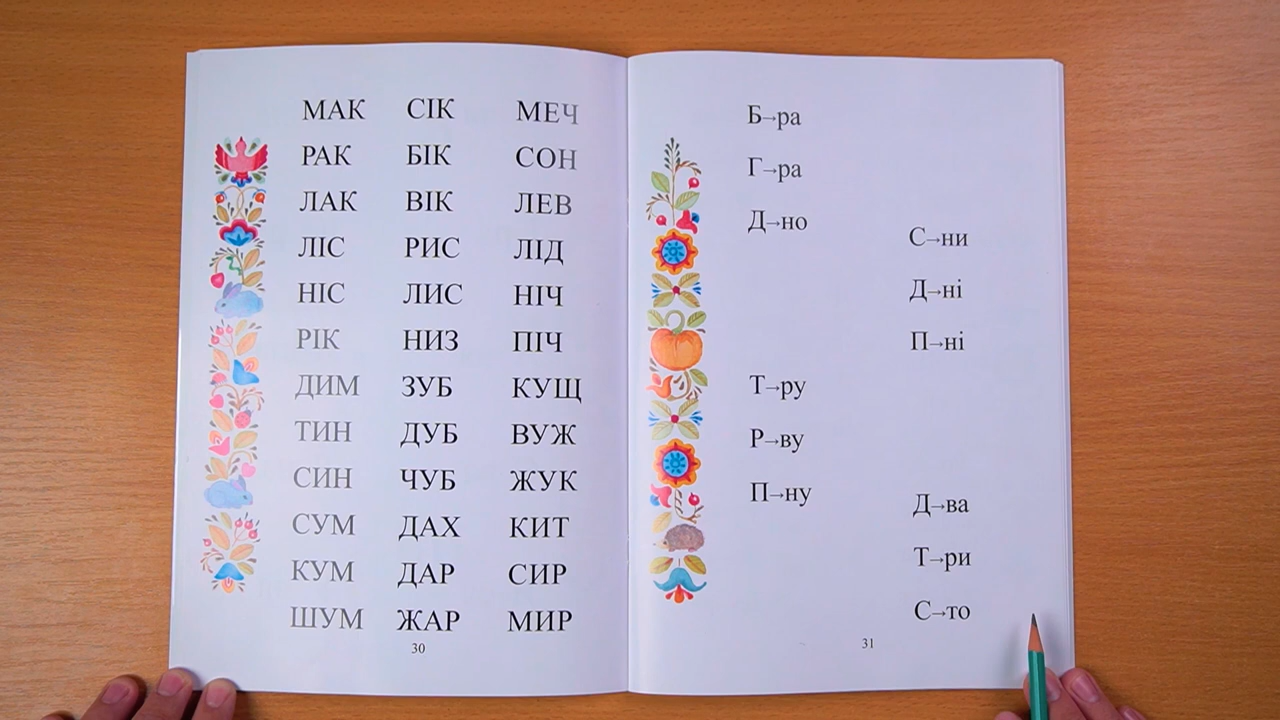 МАК СІК МЕЧ
РАК БІК СОН
ЛАК ВІК ЛЕВ
ЛІС РИС ЛІД
НІС ЛИС НІЧ
РІК НИЗ ПІЧ
ДИМ ЗУБ КУЩ
ТИН ДУБ ВУЖ
СИН ЧУБ ЖУК
СУМ ДАХ КИТ
КУМ ДАР СИР
ШУМ ЖАР МИР
30
Б→ра
Г→ра
Д→но
С→ни
Д→ні
П→ні
Т→ру
Р→ву
П→ну
Д→ва
Т→ри
С→то
31